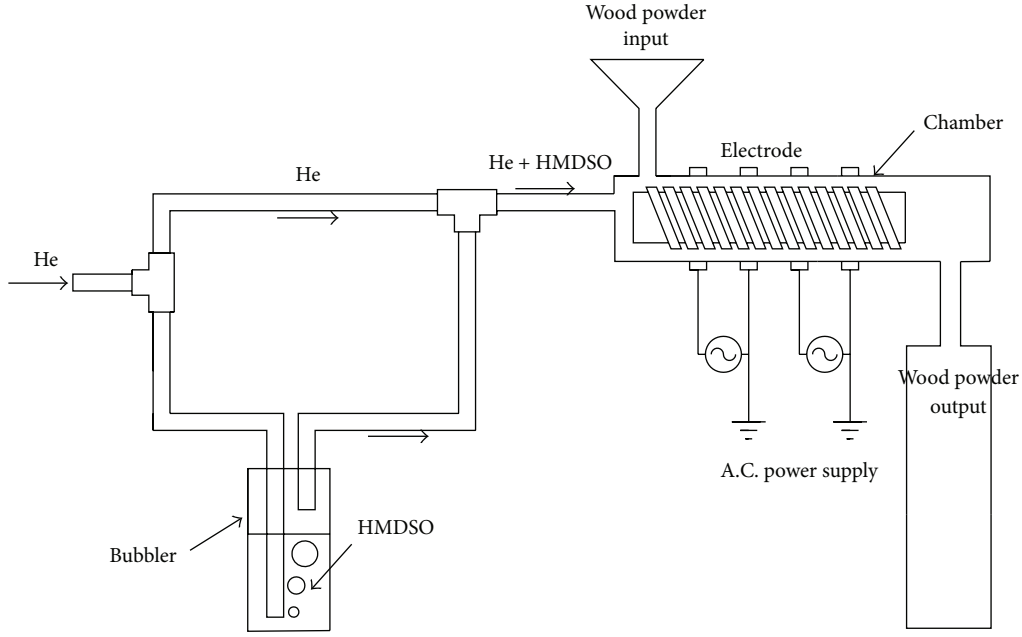 Wood powder
input
Chamber
Electrode
He + HMDSO
He
He
Wood powder
output
A.C. power supply
HMDSO
Bubbler